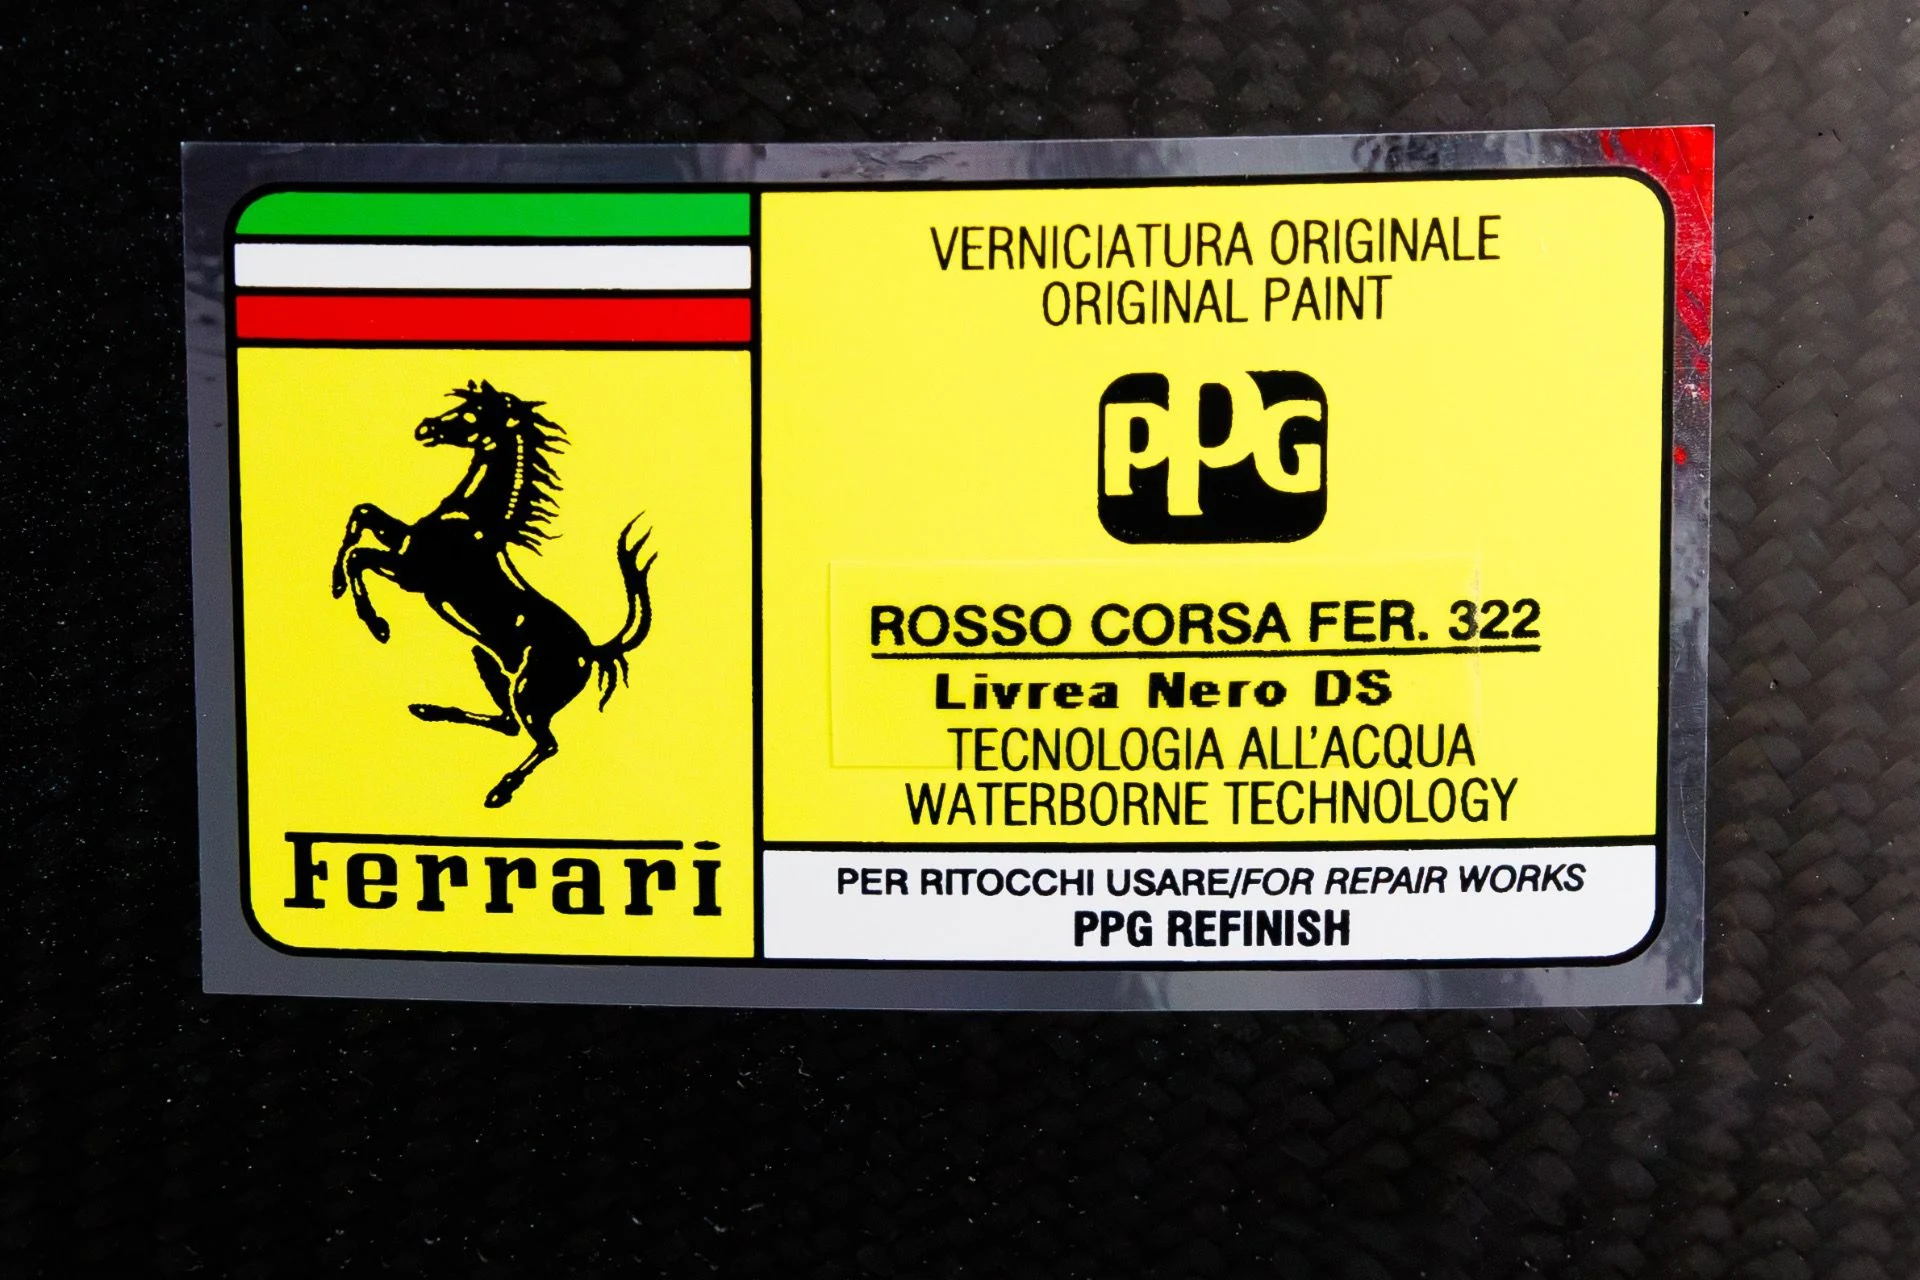 Ferrari
VERNICIATURA ORIGINALE
ORIGINAL PAINT
PPG
ROSSO CORSA FER. 322
Livrea Nero DS
TECNOLOGIA ALL'ACQUA
WATERBORNE TECHNOLOGY
PER RITOCCHI USARE/FOR REPAIR WORKS
PPG REFINISH